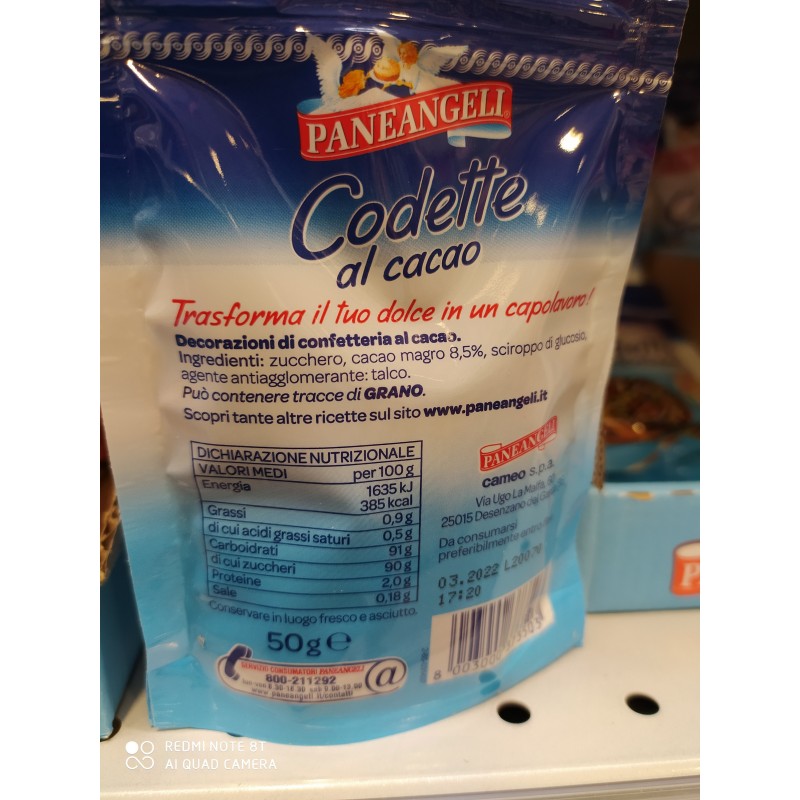 PANEANGELI
Codette
al cacao
Trasforma il tuo dolce in un capolavoro!
Decorazioni di confetteria al cacao.
Ingredienti: zucchero, cacao magro 8,5%, sciroppo di glucosio,
agente antiagglomerante: talco.
Può contenere tracce di GRANO.
Scopri tante altre ricette sul sito www.paneangeli.it
DICHIARAZIONE NUTRIZIONALE
VALORI MEDI per 100 g
Energia 1635 kJ
385 kcal
Grassi 0,9 g
di cui acidi grassi saturi 0,5 g
Carboidrati 91 g
di cui zuccheri 90 g
Proteine 2,0 g
Sale 0,18 g
Conservare in luogo fresco e asciutto.
50 g e
SERVIZIO CONSUMATORI PANEANGELI
800-211292
www.paneangeli.it/contatti
@
PANEANGELI
cameo s.p.a.
Via Ugo La Malfa, 60
25015 Desenzano del
Da consumarsi
preferibilmente entro
03.2022 L20070
17:20
REDMI NOTE 8T
AI QUAD CAMERA